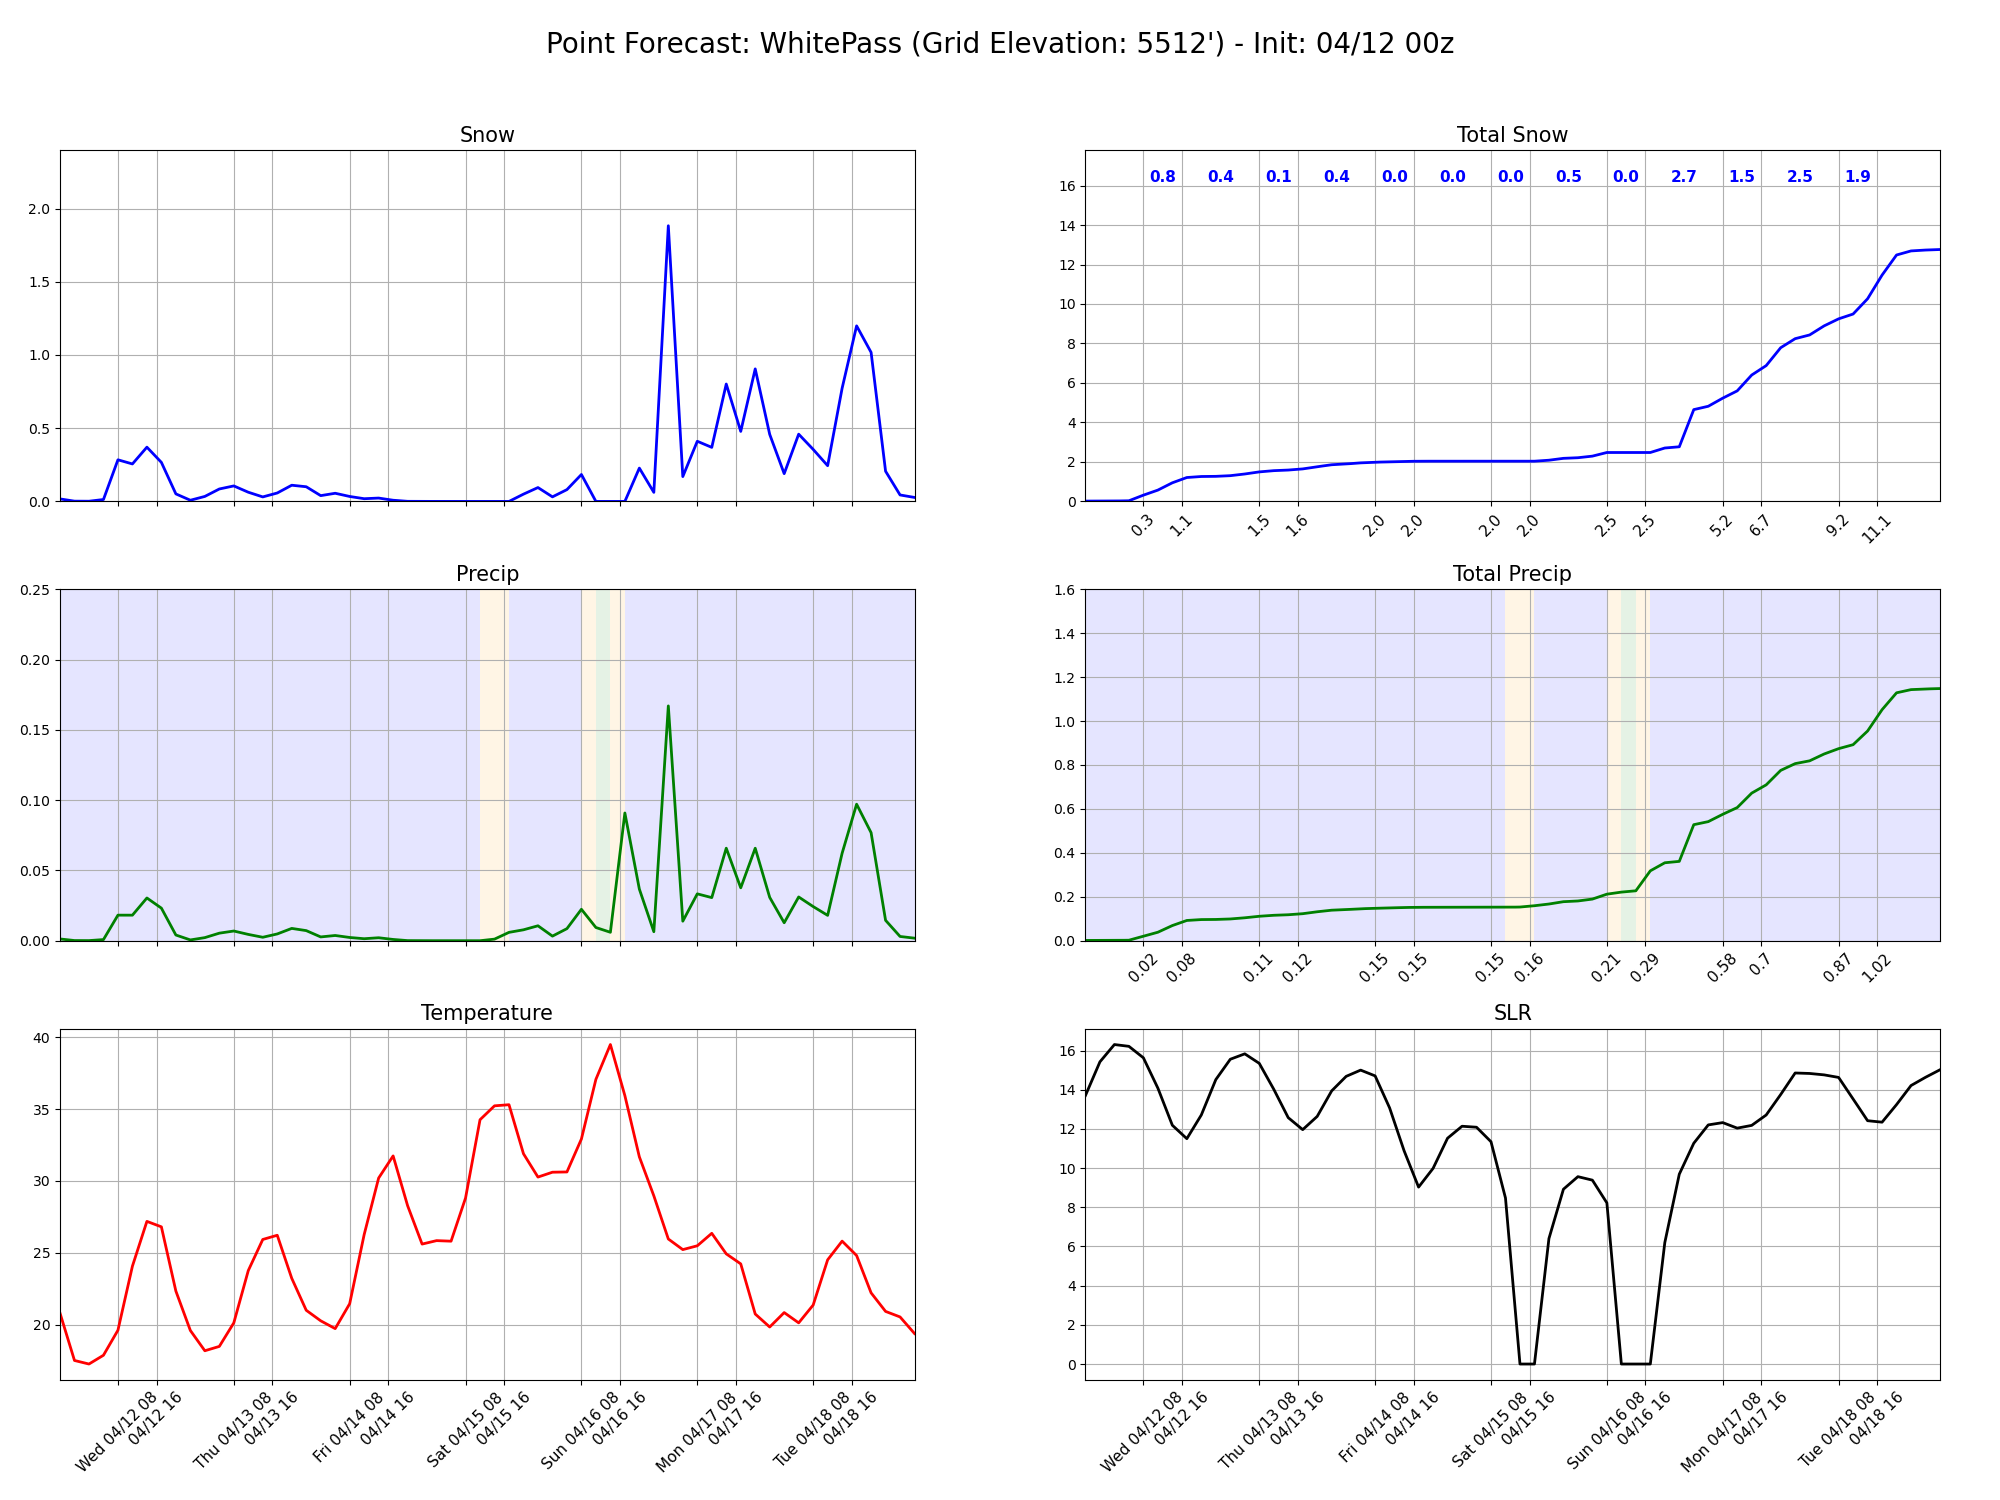 Point Forecast: WhitePass (Grid Elevation: 5512') - Init: 04/12 00z
Snow
2.0
1.5
1.0
0.5
0.0
Total Snow
0.8 0.4 0.1 0.4 0.0 0.0 0.0 0.5 0.0 2.7 1.5 2.5 1.9
16
14
12
10
8
6
4
2
0
0.3 1.1 1.5 1.6 2.0 2.0 2.0 2.0 2.5 2.5 5.2 6.7 9.2 11.1
Precip
0.25
0.20
0.15
0.10
0.05
0.00
Total Precip
1.6
1.4
1.2
1.0
0.8
0.6
0.4
0.2
0.0
0.02 0.08 0.11 0.12 0.15 0.15 0.15 0.16 0.21 0.29 0.58 0.7 0.87 1.02
Temperature
40
35
30
25
20
Wed 04/12 08
04/12 16
Thu 04/13 08
04/13 16
Fri 04/14 08
04/14 16
Sat 04/15 08
04/15 16
Sun 04/16 08
04/16 16
Mon 04/17 08
04/17 16
Tue 04/18 08
04/18 16
SLR
16
14
12
10
8
6
4
2
0
Wed 04/12 08
04/12 16
Thu 04/13 08
04/13 16
Fri 04/14 08
04/14 16
Sat 04/15 08
04/15 16
Sun 04/16 08
04/16 16
Mon 04/17 08
04/17 16
Tue 04/18 08
04/18 16